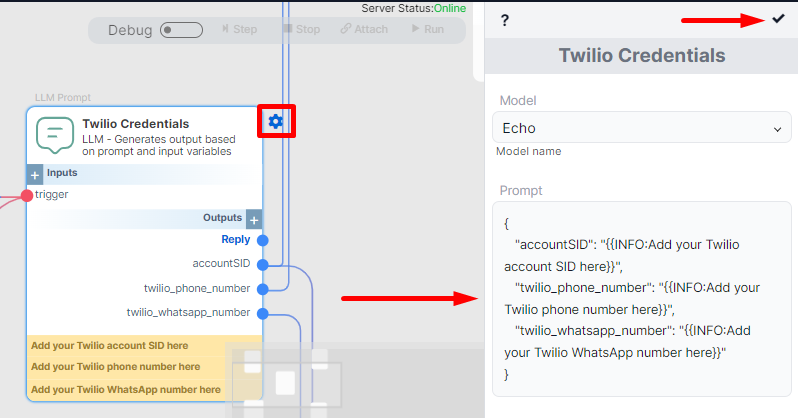 Server Status:Online
Debug
Step
Stop
Attach
Run
LLM Prompt
Twilio Credentials
LLM - Generates output based
on prompt and input variables
+ Inputs
trigger
Outputs +
Reply
accountSID
twilio_phone_number
twilio_whatsapp_number
Add your Twilio account SID here
Add your Twilio phone number here
Add your Twilio WhatsApp number here
?
Twilio Credentials
Model
Echo
Model name
Prompt
{
"accountSID": "{{INFO:Add your Twilio
account SID here}}",
"twilio_phone_number": "{{INFO:Add your
Twilio phone number here}}",
"twilio_whatsapp_number": "{{INFO:Add
your Twilio WhatsApp number here}}"
}